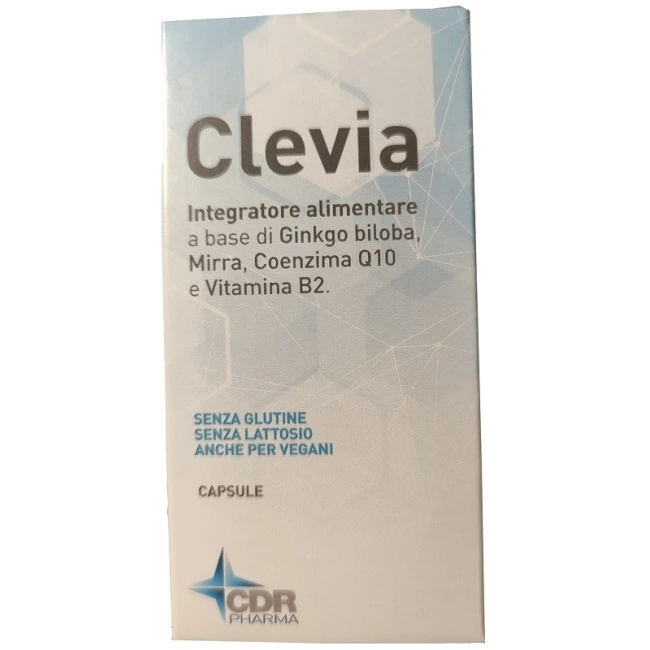 Clevia
Integratore alimentare
a base di Ginkgo biloba,
Mirra, Coenzima Q10
e Vitamina B2.
SENZA GLUTINE
SENZA LATTOSIO
ANCHE PER VEGANI
CAPSULE
CDR
PHARMA